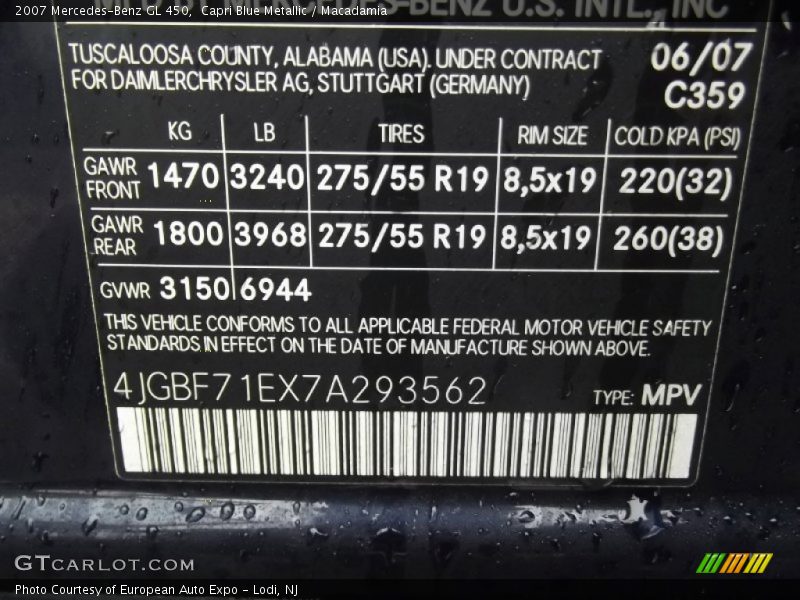 2007 Mercedes-Benz GL 450,  Capri Blue Metallic / Macadamia
-BENZ U.S. INTL., INC
TUSCALOOSA COUNTY, ALABAMA (USA). UNDER CONTRACT 06/07
FOR DAIMLERCHRYSLER AG, STUTTGART (GERMANY) C359
KG LB TIRES RIM SIZE COLD KPA (PSI)
GAWR FRONT 1470 3240 275/55 R19 8,5x19 220(32)
GAWR REAR 1800 3968 275/55 R19 8,5x19 260(38)
GVWR 3150 6944
THIS VEHICLE CONFORMS TO ALL APPLICABLE FEDERAL MOTOR VEHICLE SAFETY
STANDARDS IN EFFECT ON THE DATE OF MANUFACTURE SHOWN ABOVE.
4JGBF71EX7A293562 TYPE: MPV
GTCARLOT.COM
Photo Courtesy of European Auto Expo - Lodi, NJ